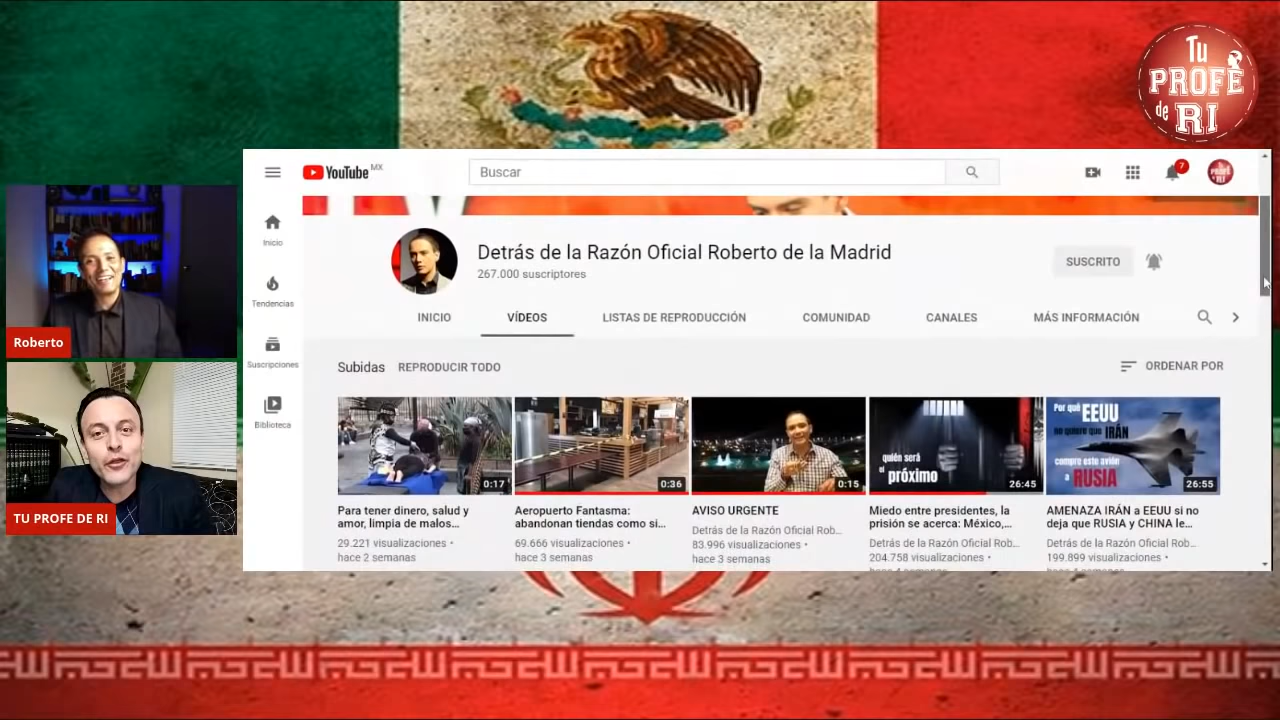 Tu
PROFE
de RI
YouTube MX
Buscar
7
Inicio
Tendencias
Suscripciones
Biblioteca
Detrás de la Razón Oficial Roberto de la Madrid
267.000 suscriptores
SUSCRITO
INICIO VÍDEOS LISTAS DE REPRODUCCIÓN COMUNIDAD CANALES MÁS INFORMACIÓN
Subidas REPRODUCIR TODO
ORDENAR POR
0:17
Para tener dinero, salud y
amor, limpia de malos...
29.221 visualizaciones •
hace 2 semanas
0:36
Aeropuerto Fantasma:
abandonan tiendas como si...
69.666 visualizaciones •
hace 3 semanas
0:15
AVISO URGENTE
Detrás de la Razón Oficial Rob...
83.996 visualizaciones •
hace 3 semanas
quién será
el próximo
26:45
Miedo entre presidentes, la
prisión se acerca: México,...
Detrás de la Razón Oficial Ro...
204.758 visualizaciones •
Por qué EEUU
no quiere que IRÁN
compre este avión
a RUSIA
26:55
AMENAZA IRÁN a EEUU si no
deja que RUSIA y CHINA le...
Detrás de la Razón Oficial Rob...
199.899 visualizaciones •
Roberto
TU PROFE DE RI